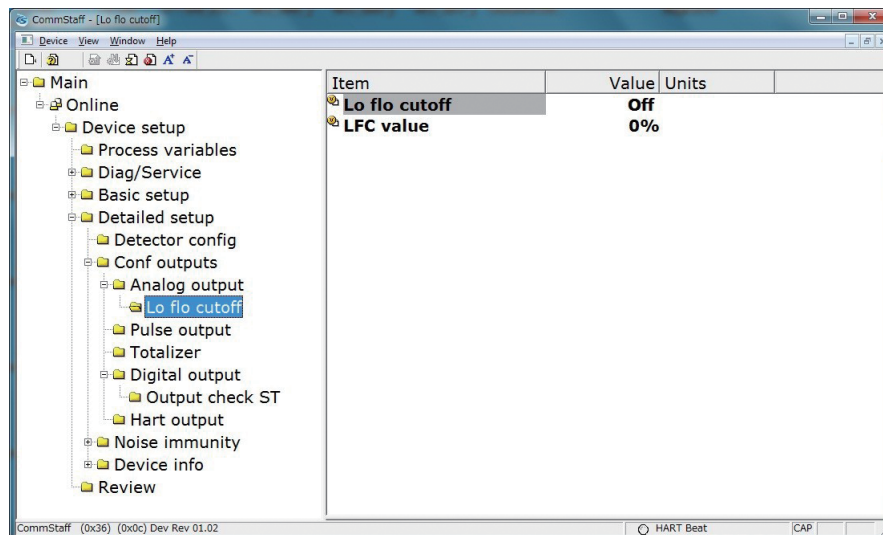 CommStaff - [Lo flo cutoff]
Device View Window Help
Main
Online
Device setup
Process variables
Diag/Service
Basic setup
Detailed setup
Detector config
Conf outputs
Analog output
Lo flo cutoff
Pulse output
Totalizer
Digital output
Output check ST
Hart output
Noise immunity
Device info
Review
Item Value Units
Lo flo cutoff Off
LFC value 0%
CommStaff (0x36) (0x0c) Dev Rev 01.02 HART Beat CAP